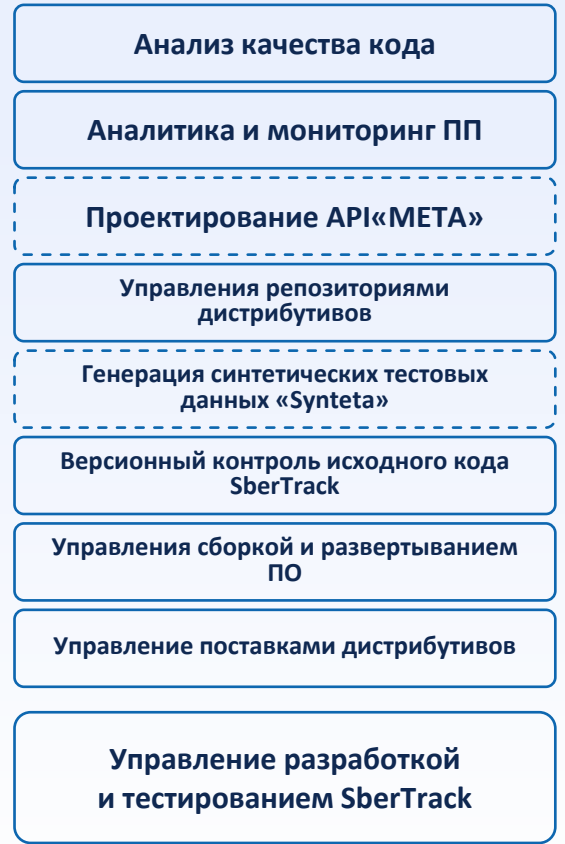 Анализ качества кода
Аналитика и мониторинг ПП
Проектирование API«META»
Управления репозиториями
дистрибутивов
Генерация синтетических тестовых
данных «Synteta»
Версионный контроль исходного кода
SberTrack
Управления сборкой и развертыванием
ПО
Управление поставками дистрибутивов
Управление разработкой
и тестированием SberTrack